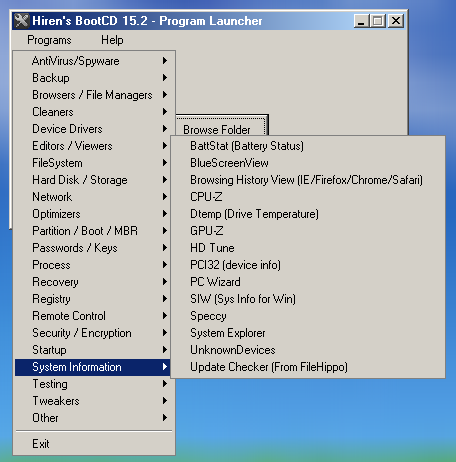 Hiren's BootCD 15.2 - Program Launcher
Programs Help
AntiVirus/Spyware
Backup
Browsers / File Managers
Cleaners
Device Drivers
Editors / Viewers
FileSystem
Hard Disk / Storage
Network
Optimizers
Partition / Boot / MBR
Passwords / Keys
Process
Recovery
Registry
Remote Control
Security / Encryption
Startup
System Information
Testing
Tweakers
Other
Exit
Browse Folder
BattStat (Battery Status)
BlueScreenView
Browsing History View (IE/Firefox/Chrome/Safari)
CPU-Z
Dtemp (Drive Temperature)
GPU-Z
HD Tune
PCI32 (device info)
PC Wizard
SIW (Sys Info for Win)
Speccy
System Explorer
UnknownDevices
Update Checker (From FileHippo)